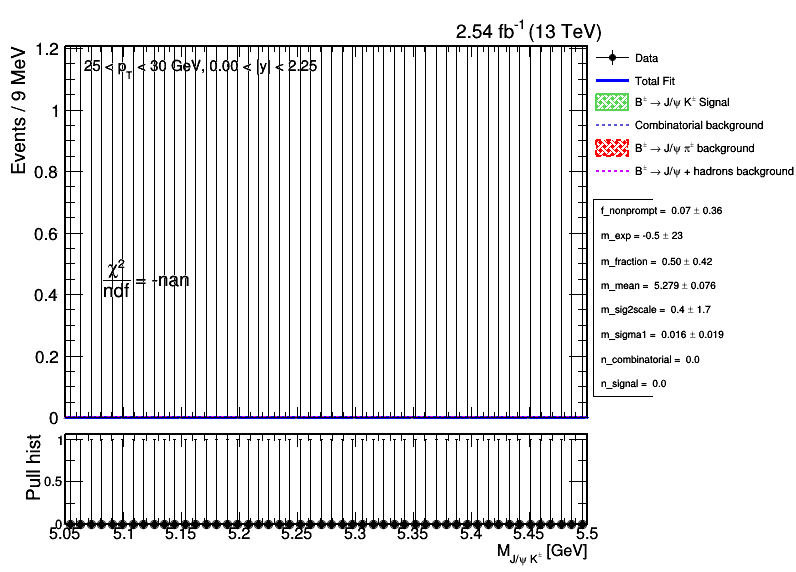 2.54 fb⁻¹ (13 TeV)
Events / 9 MeV
25 < p_T < 30 GeV, 0.00 < |y| < 2.25
1.2
1
0.8
0.6
0.4
0.2
0
χ²
ndf = -nan
Data
Total Fit
B± → J/ψ K± Signal
Combinatorial background
B± → J/ψ π± background
B± → J/ψ + hadrons background
f_nonprompt = 0.07 ± 0.36
m_exp = -0.5 ± 23
m_fraction = 0.50 ± 0.42
m_mean = 5.279 ± 0.076
m_sig2scale = 0.4 ± 1.7
m_sigma1 = 0.016 ± 0.019
n_combinatorial = 0.0
n_signal = 0.0
Pull hist
1
0.5
0
5.05 5.1 5.15 5.2 5.25 5.3 5.35 5.4 5.45 5.5
M_J/ψ K± [GeV]